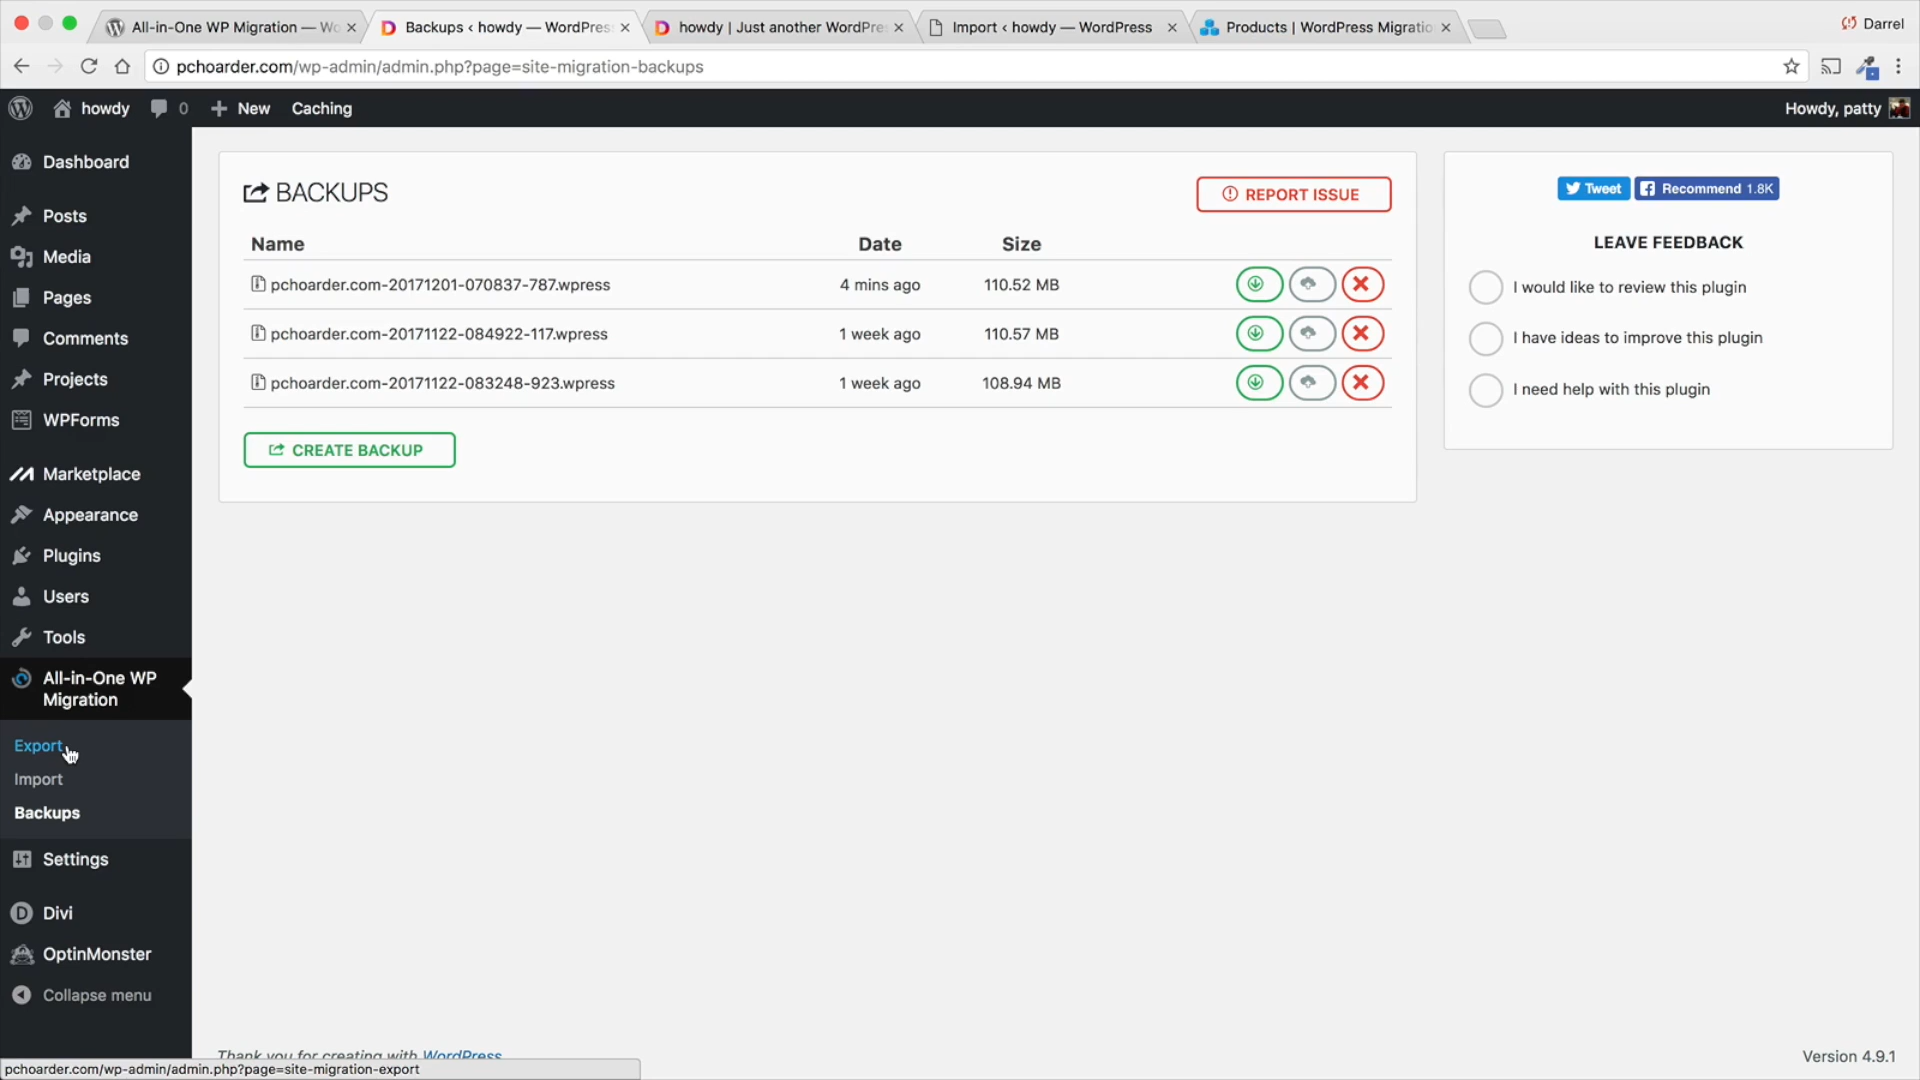 All-in-One WP Migration — Wo
Backups < howdy — WordPress
howdy | Just another WordPre
Import < howdy — WordPress
Products | WordPress Migratio
Darrel
pchoarder.com/wp-admin/admin.php?page=site-migration-backups
howdy
0
New
Caching
Howdy, patty
Dashboard
Posts
Media
Pages
Comments
Projects
WPForms
Marketplace
Appearance
Plugins
Users
Tools
All-in-One WP
Migration
Export
Import
Backups
Settings
Divi
OptinMonster
Collapse menu
BACKUPS
REPORT ISSUE
Name Date Size
pchoarder.com-20171201-070837-787.wpress 4 mins ago 110.52 MB
pchoarder.com-20171122-084922-117.wpress 1 week ago 110.57 MB
pchoarder.com-20171122-083248-923.wpress 1 week ago 108.94 MB
CREATE BACKUP
Tweet
Recommend 1.8K
LEAVE FEEDBACK
I would like to review this plugin
I have ideas to improve this plugin
I need help with this plugin
Thank you for creating with WordPress
Version 4.9.1
pchoarder.com/wp-admin/admin.php?page=site-migration-export